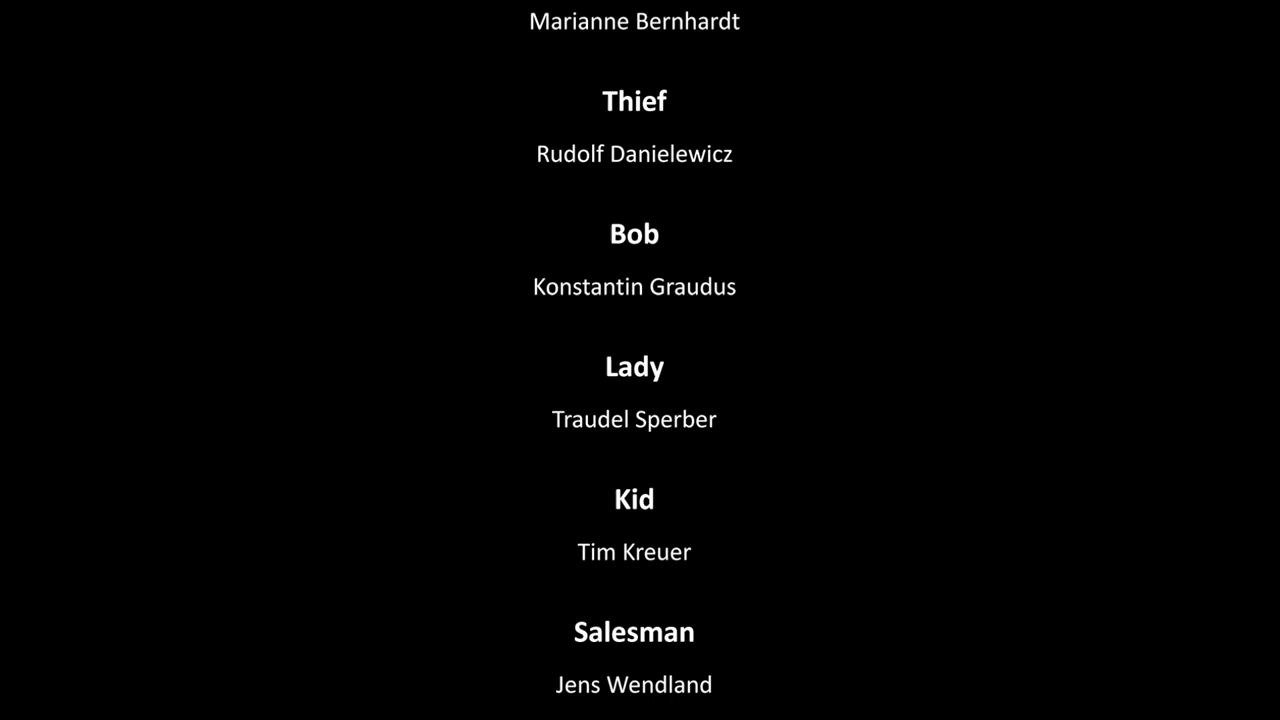 Marianne Bernhardt
Thief
Rudolf Danielewicz
Bob
Konstantin Graudus
Lady
Traudel Sperber
Kid
Tim Kreuer
Salesman
Jens Wendland